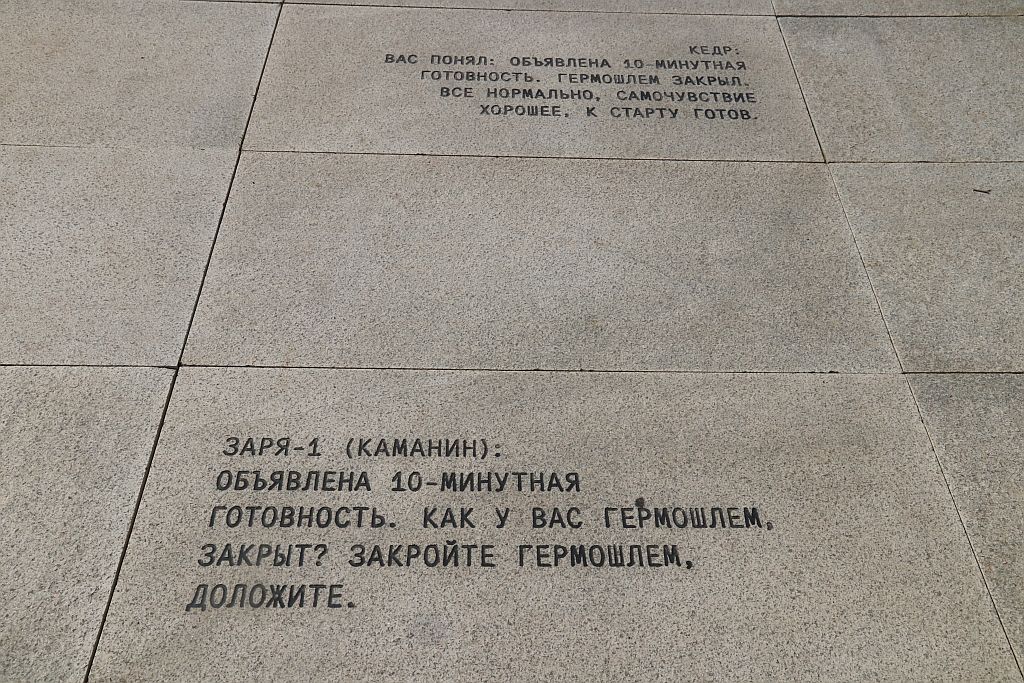 КЕДР:
ВАС ПОНЯЛ: ОБЪЯВЛЕНА 10-МИНУТНАЯ
ГОТОВНОСТЬ. ГЕРМОШЛЕМ ЗАКРЫЛ.
ВСЕ НОРМАЛЬНО, САМОЧУВСТВИЕ
ХОРОШЕЕ, К СТАРТУ ГОТОВ.
ЗАРЯ-1 (КАМАНИН):
ОБЪЯВЛЕНА 10-МИНУТНАЯ
ГОТОВНОСТЬ. КАК У ВАС ГЕРМОШЛЕМ,
ЗАКРЫТ? ЗАКРОЙТЕ ГЕРМОШЛЕМ,
ДОЛОЖИТЕ.